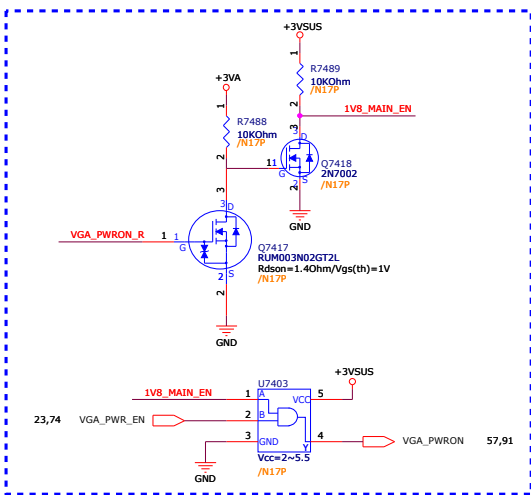 +3VSUS
1
R7489
10KOhm
/N17P
2
1V8_MAIN_EN
+3VA
1
R7488
10KOhm
/N17P
2
3
3
D
1
1
G
Q7418
2N7002
/N17P
2
S
2
GND
3
3
D
VGA_PWRON_R
1
1
G
Q7417
RUM003N02GT2L
Rdson=1.4Ohm/Vgs(th)=1V
/N17P
2
S
2
GND
+3VSUS
U7403
1V8_MAIN_EN
1
A
VCC
5
23,74
VGA_PWR_EN
2
B
3
GND
Y
4
VGA_PWRON
57,91
Vcc=2~5.5
/N17P
GND